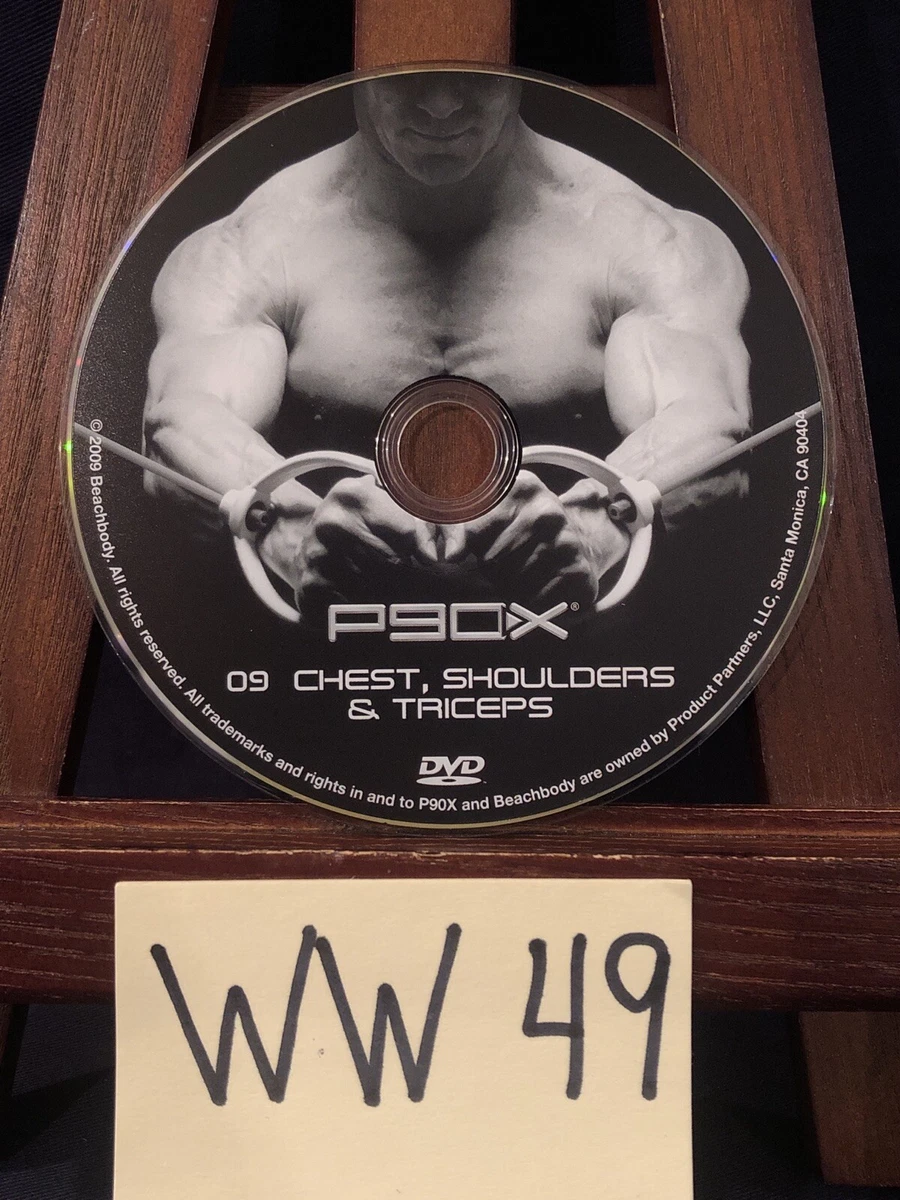 P90X®
09 CHEST, SHOULDERS
& TRICEPS
DVD
©2009 Beachbody. All rights reserved. All trademarks and rights in and to P90X and Beachbody are owned by Product Partners, LLC, Santa Monica, CA 90404
WW 49